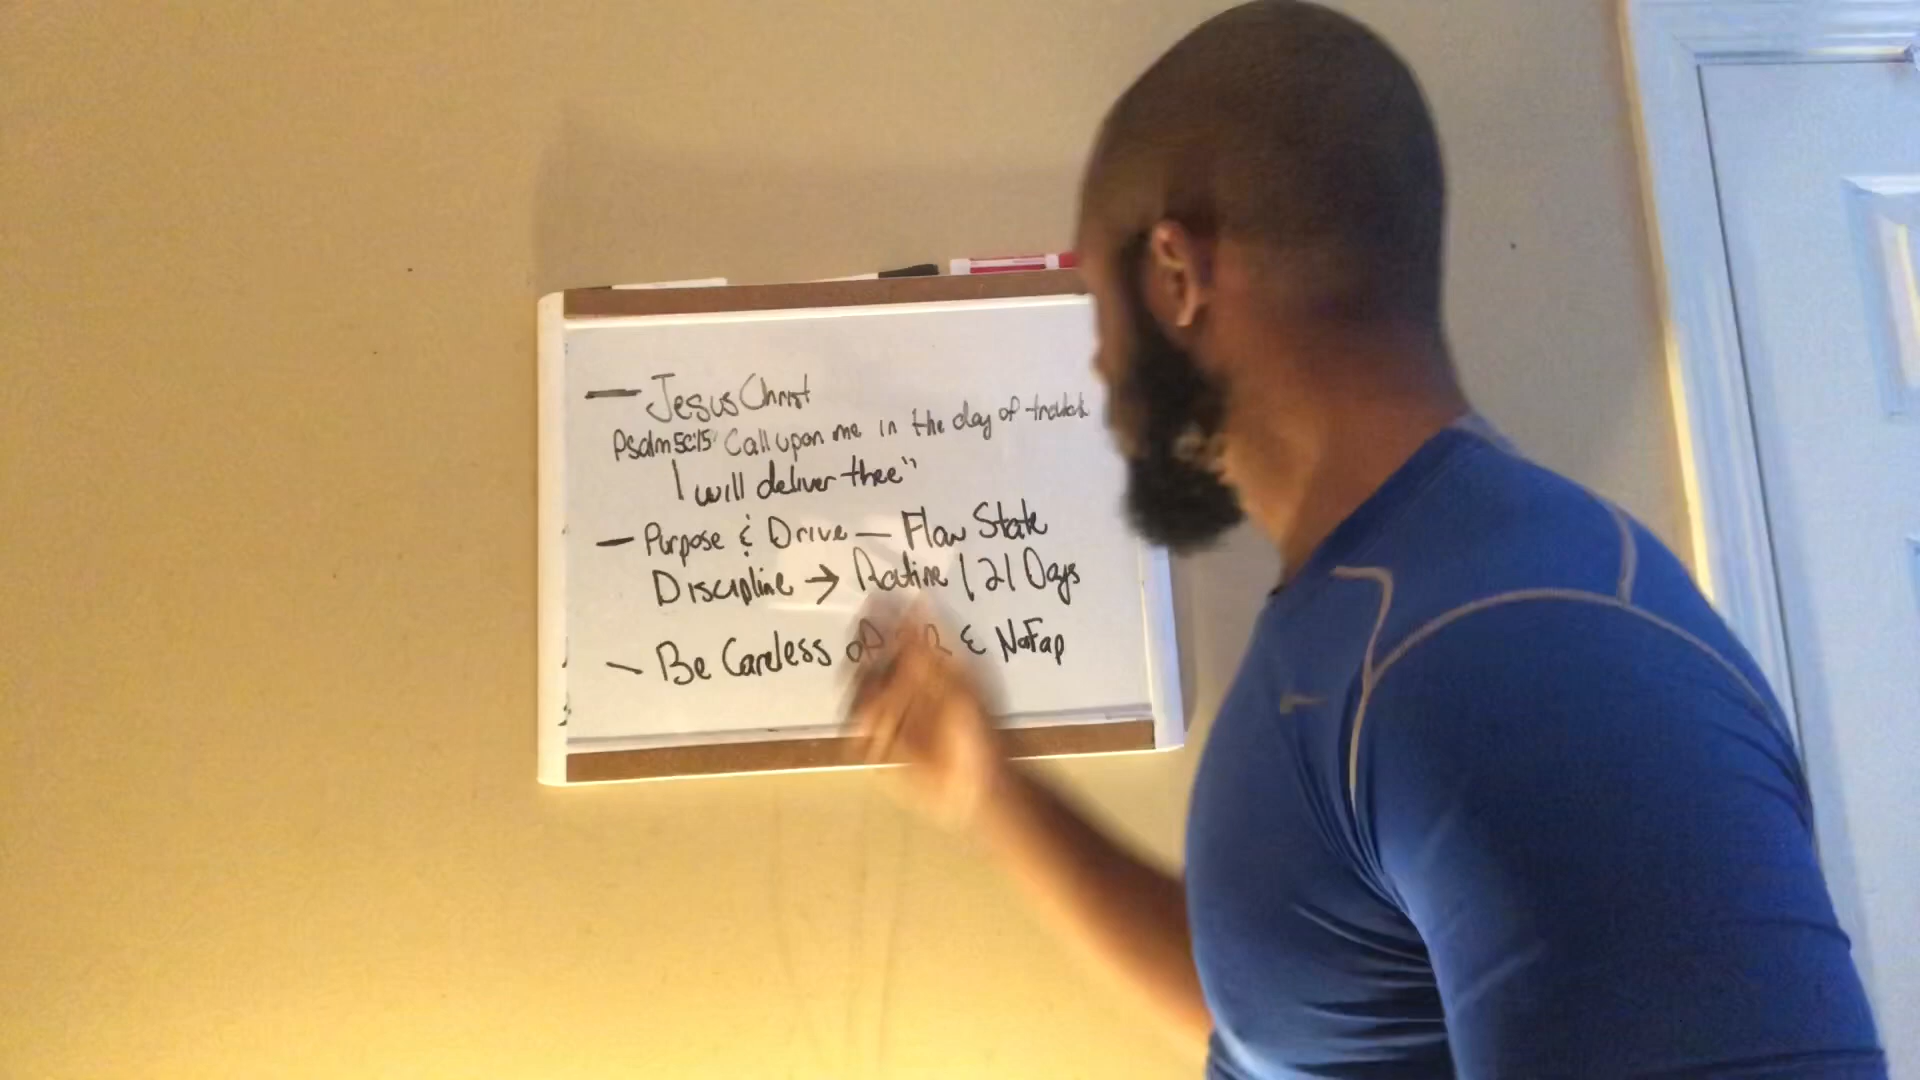 — Jesus Christ
Psalm 50:15 Call upon me in the day of trouble
I will deliver thee"
— Purpose & Drive — Flow State
Discipline → Routine | 21 Days
— Be Careless of & NoFap